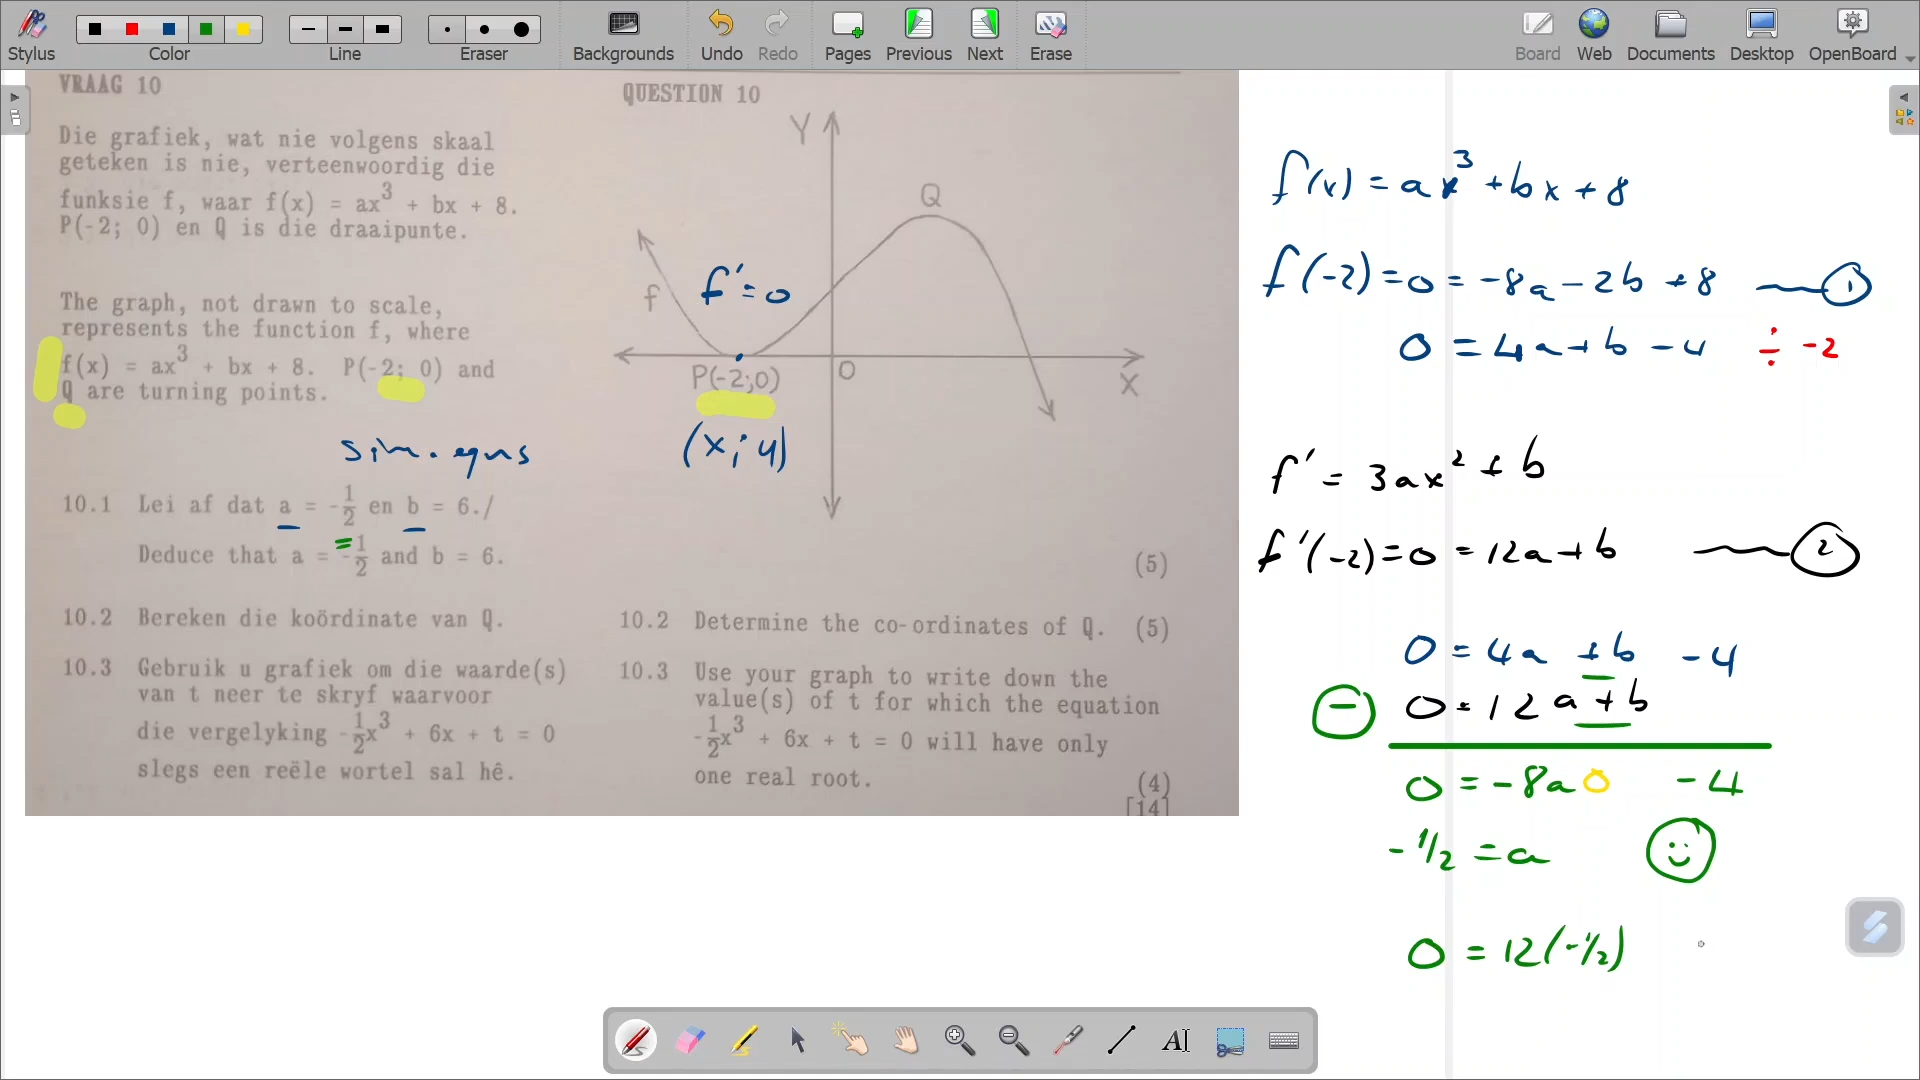 Stylus Color Line Eraser Backgrounds Undo Redo Pages Previous Next Erase Board Web Documents Desktop OpenBoard
VRAAG 10
Die grafiek, wat nie volgens skaal
geteken is nie, verteenwoordig die
funksie f, waar f(x) = ax³ + bx + 8.
P(-2; 0) en Q is die draaipunte.
The graph, not drawn to scale,
represents the function f, where
f(x) = ax³ + bx + 8. P(-2; 0) and
Q are turning points.
sim. eqns
10.1 Lei af dat a = -1/2 en b = 6./
Deduce that a = -1/2 and b = 6.
(5)
10.2 Bereken die koördinate van Q.
10.3 Gebruik u grafiek om die waarde(s)
van t neer te skryf waarvoor
die vergelyking -1/2x³ + 6x + t = 0
slegs een reële wortel sal hê.
QUESTION 10
Y
Q
f
f' = 0
P(-2;0)
O
X
(x; y)
10.2 Determine the co-ordinates of Q. (5)
10.3 Use your graph to write down the
value(s) of t for which the equation
-1/2x³ + 6x + t = 0 will have only
one real root. (4)
[14]
f(x) = ax³ + bx + 8
f(-2) = 0 = -8a - 2b + 8 1
0 = 4a + b - 4 ÷ -2
f' = 3ax² + b
f'(-2) = 0 = 12a + b 2
0 = 4a + b - 4
- 0 = 12a + b
0 = -8a 0 - 4
-1/2 = a
0 = 12(-1/2)
AI